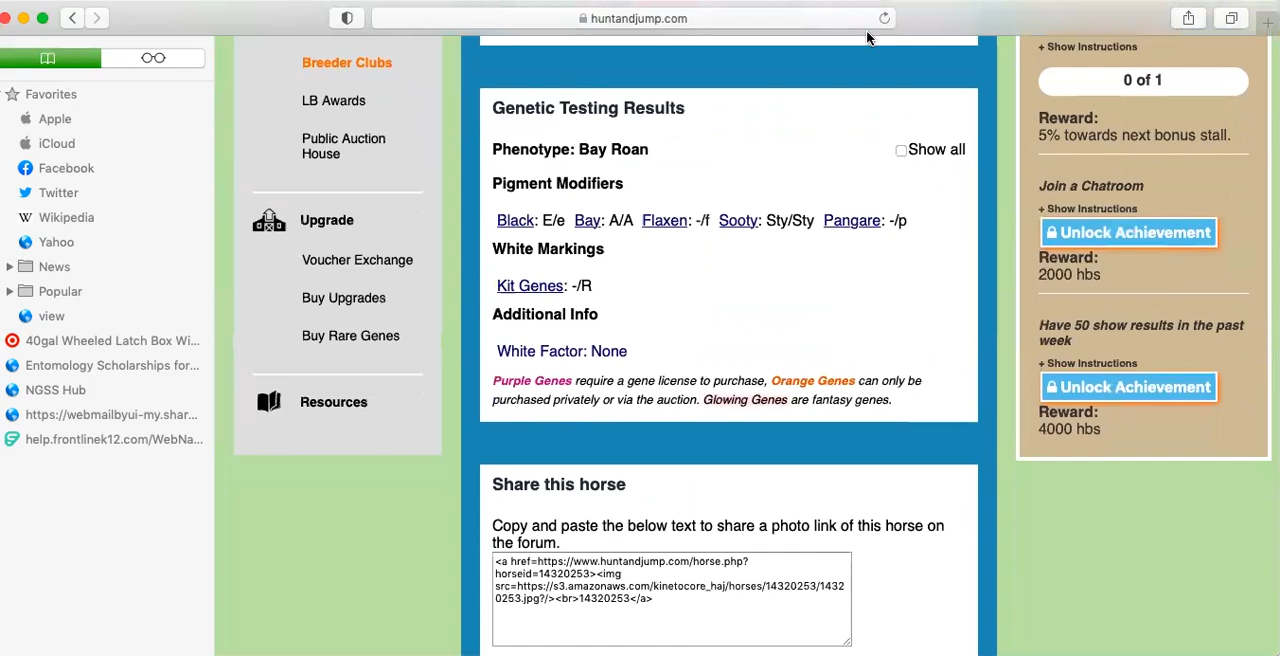 huntandjump.com
Favorites
Apple
iCloud
Facebook
Twitter
Wikipedia
Yahoo
News
Popular
view
40gal Wheeled Latch Box Wi...
Entomology Scholarships for...
NGSS Hub
https://webmailbyui-my.shar...
help.frontlinek12.com/WebNa...
Breeder Clubs
LB Awards
Public Auction
House
Upgrade
Voucher Exchange
Buy Upgrades
Buy Rare Genes
Resources
Genetic Testing Results
Phenotype: Bay Roan
Show all
Pigment Modifiers
Black: E/e Bay: A/A Flaxen: -/f Sooty: Sty/Sty Pangare: -/p
White Markings
Kit Genes: -/R
Additional Info
White Factor: None
Purple Genes require a gene license to purchase, Orange Genes can only be
purchased privately or via the auction. Glowing Genes are fantasy genes.
Share this horse
Copy and paste the below text to share a photo link of this horse on
the forum.
<a href=https://www.huntandjump.com/horse.php?
horseid=14320253><img
src=https://s3.amazonaws.com/kinetocore_haj/horses/14320253/1432
0253.jpg?/><br>14320253</a>
+ Show Instructions
0 of 1
Reward:
5% towards next bonus stall.
Join a Chatroom
+ Show Instructions
Unlock Achievement
Reward:
2000 hbs
Have 50 show results in the past
week
+ Show Instructions
Unlock Achievement
Reward:
4000 hbs